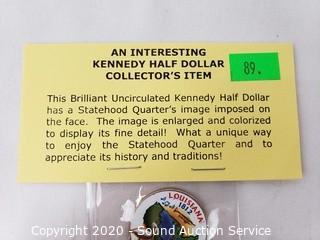 AN INTERESTING
KENNEDY HALF DOLLAR
COLLECTOR'S ITEM
89.
This Brilliant Uncirculated Kennedy Half Dollar
has a Statehood Quarter's image imposed on
the face. The image is enlarged and colorized
to display its fine detail! What a unique way
to enjoy the Statehood Quarter and to
appreciate its history and traditions!
LOUISIANA
1812
Copyright 2020 - Sound Auction Service